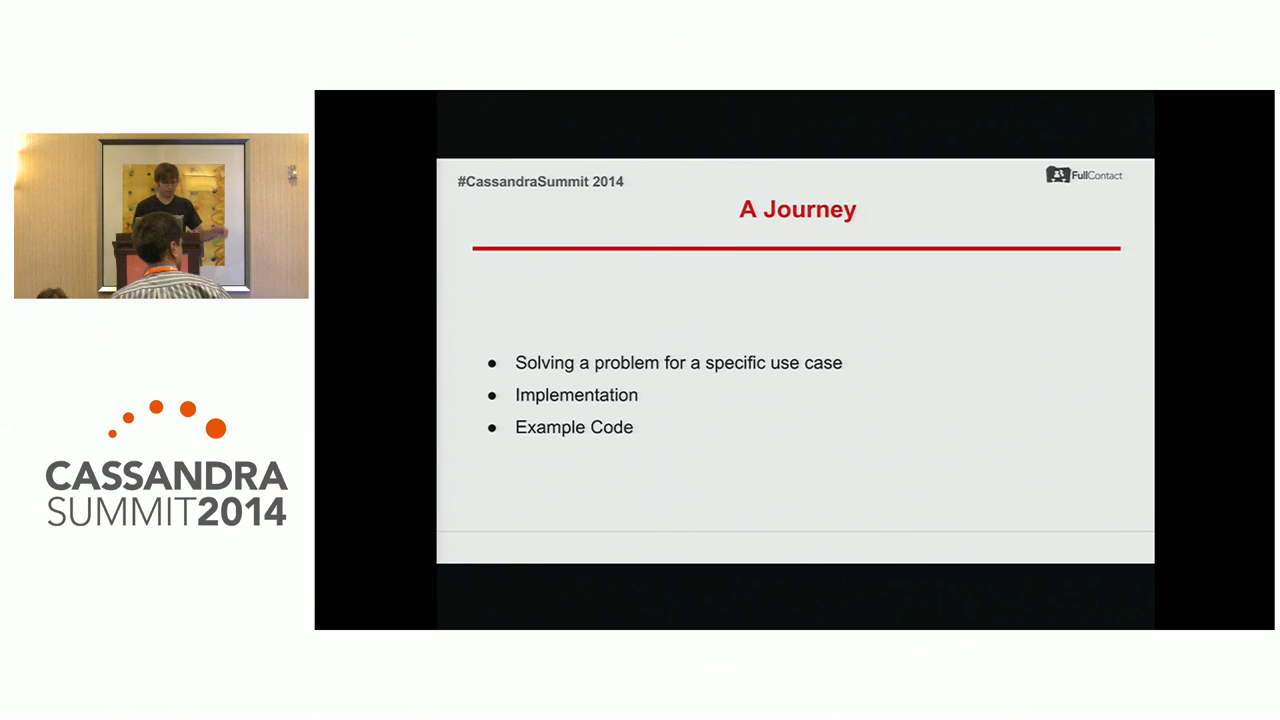 #CassandraSummit 2014
FullContact
A Journey
● Solving a problem for a specific use case
● Implementation
● Example Code
CASSANDRA
SUMMIT2014